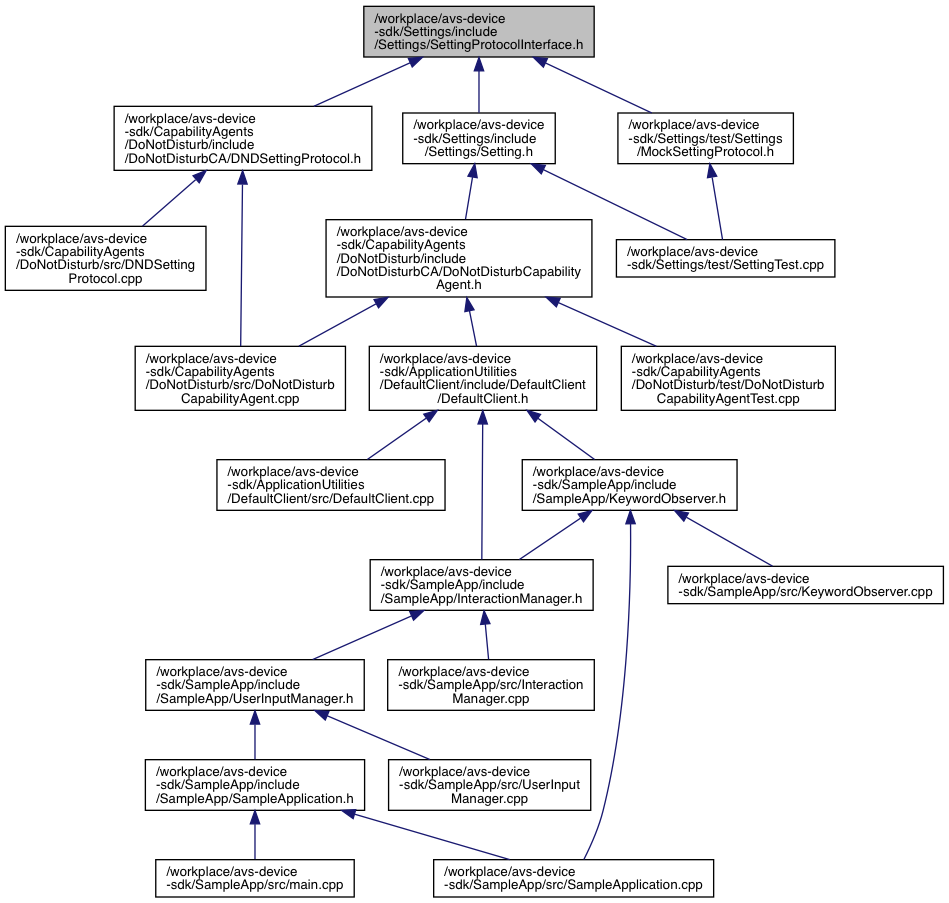 /workplace/avs-device
-sdk/Settings/include
/Settings/SettingProtocolInterface.h
/workplace/avs-device
-sdk/CapabilityAgents
/DoNotDisturb/include
/DoNotDisturbCA/DNDSettingProtocol.h
/workplace/avs-device
-sdk/Settings/include
/Settings/Setting.h
/workplace/avs-device
-sdk/Settings/test/Settings
/MockSettingProtocol.h
/workplace/avs-device
-sdk/CapabilityAgents
/DoNotDisturb/src/DNDSetting
Protocol.cpp
/workplace/avs-device
-sdk/CapabilityAgents
/DoNotDisturb/include
/DoNotDisturbCA/DoNotDisturbCapability
Agent.h
/workplace/avs-device
-sdk/Settings/test/SettingTest.cpp
/workplace/avs-device
-sdk/CapabilityAgents
/DoNotDisturb/src/DoNotDisturb
CapabilityAgent.cpp
/workplace/avs-device
-sdk/ApplicationUtilities
/DefaultClient/include/DefaultClient
/DefaultClient.h
/workplace/avs-device
-sdk/CapabilityAgents
/DoNotDisturb/test/DoNotDisturb
CapabilityAgentTest.cpp
/workplace/avs-device
-sdk/ApplicationUtilities
/DefaultClient/src/DefaultClient.cpp
/workplace/avs-device
-sdk/SampleApp/include
/SampleApp/KeywordObserver.h
/workplace/avs-device
-sdk/SampleApp/include
/SampleApp/InteractionManager.h
/workplace/avs-device
-sdk/SampleApp/src/KeywordObserver.cpp
/workplace/avs-device
-sdk/SampleApp/include
/SampleApp/UserInputManager.h
/workplace/avs-device
-sdk/SampleApp/src/Interaction
Manager.cpp
/workplace/avs-device
-sdk/SampleApp/include
/SampleApp/SampleApplication.h
/workplace/avs-device
-sdk/SampleApp/src/UserInput
Manager.cpp
/workplace/avs-device
-sdk/SampleApp/src/main.cpp
/workplace/avs-device
-sdk/SampleApp/src/SampleApplication.cpp